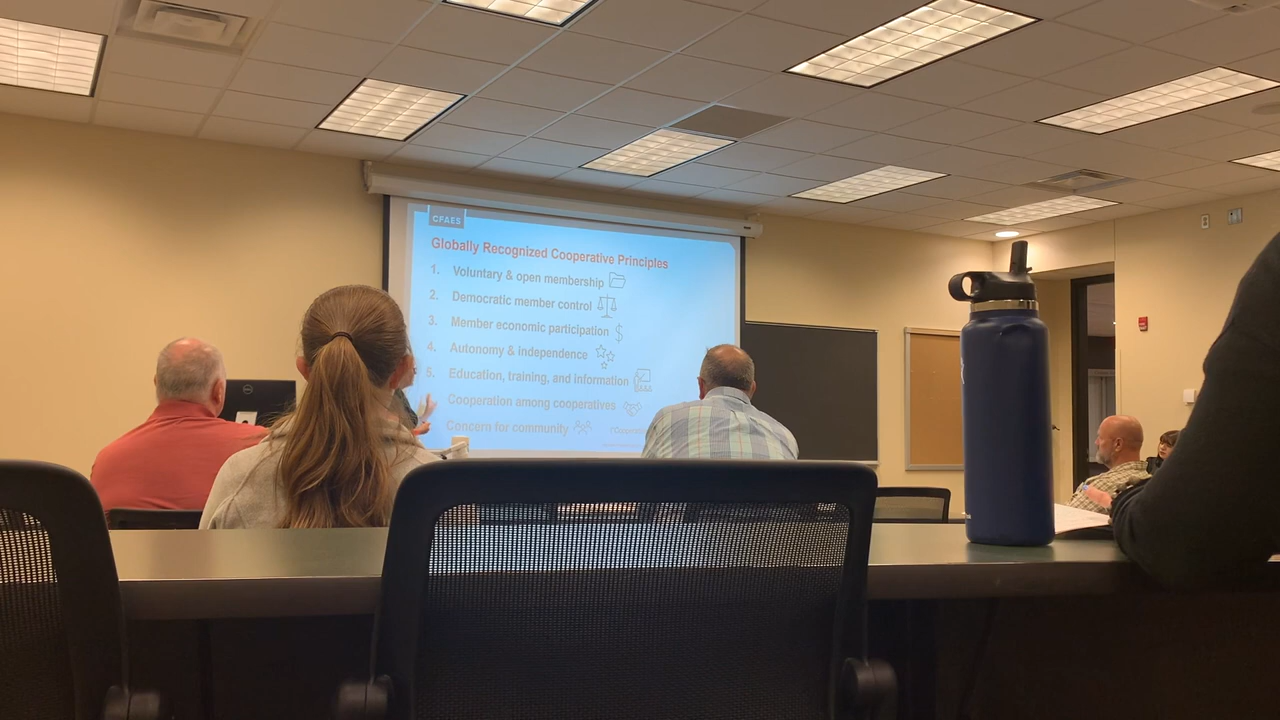 CFAES
Globally Recognized Cooperative Principles
1. Voluntary & open membership
2. Democratic member control
3. Member economic participation $
4. Autonomy & independence
5. Education, training, and information
Cooperation among cooperatives
Concern for community
DELL